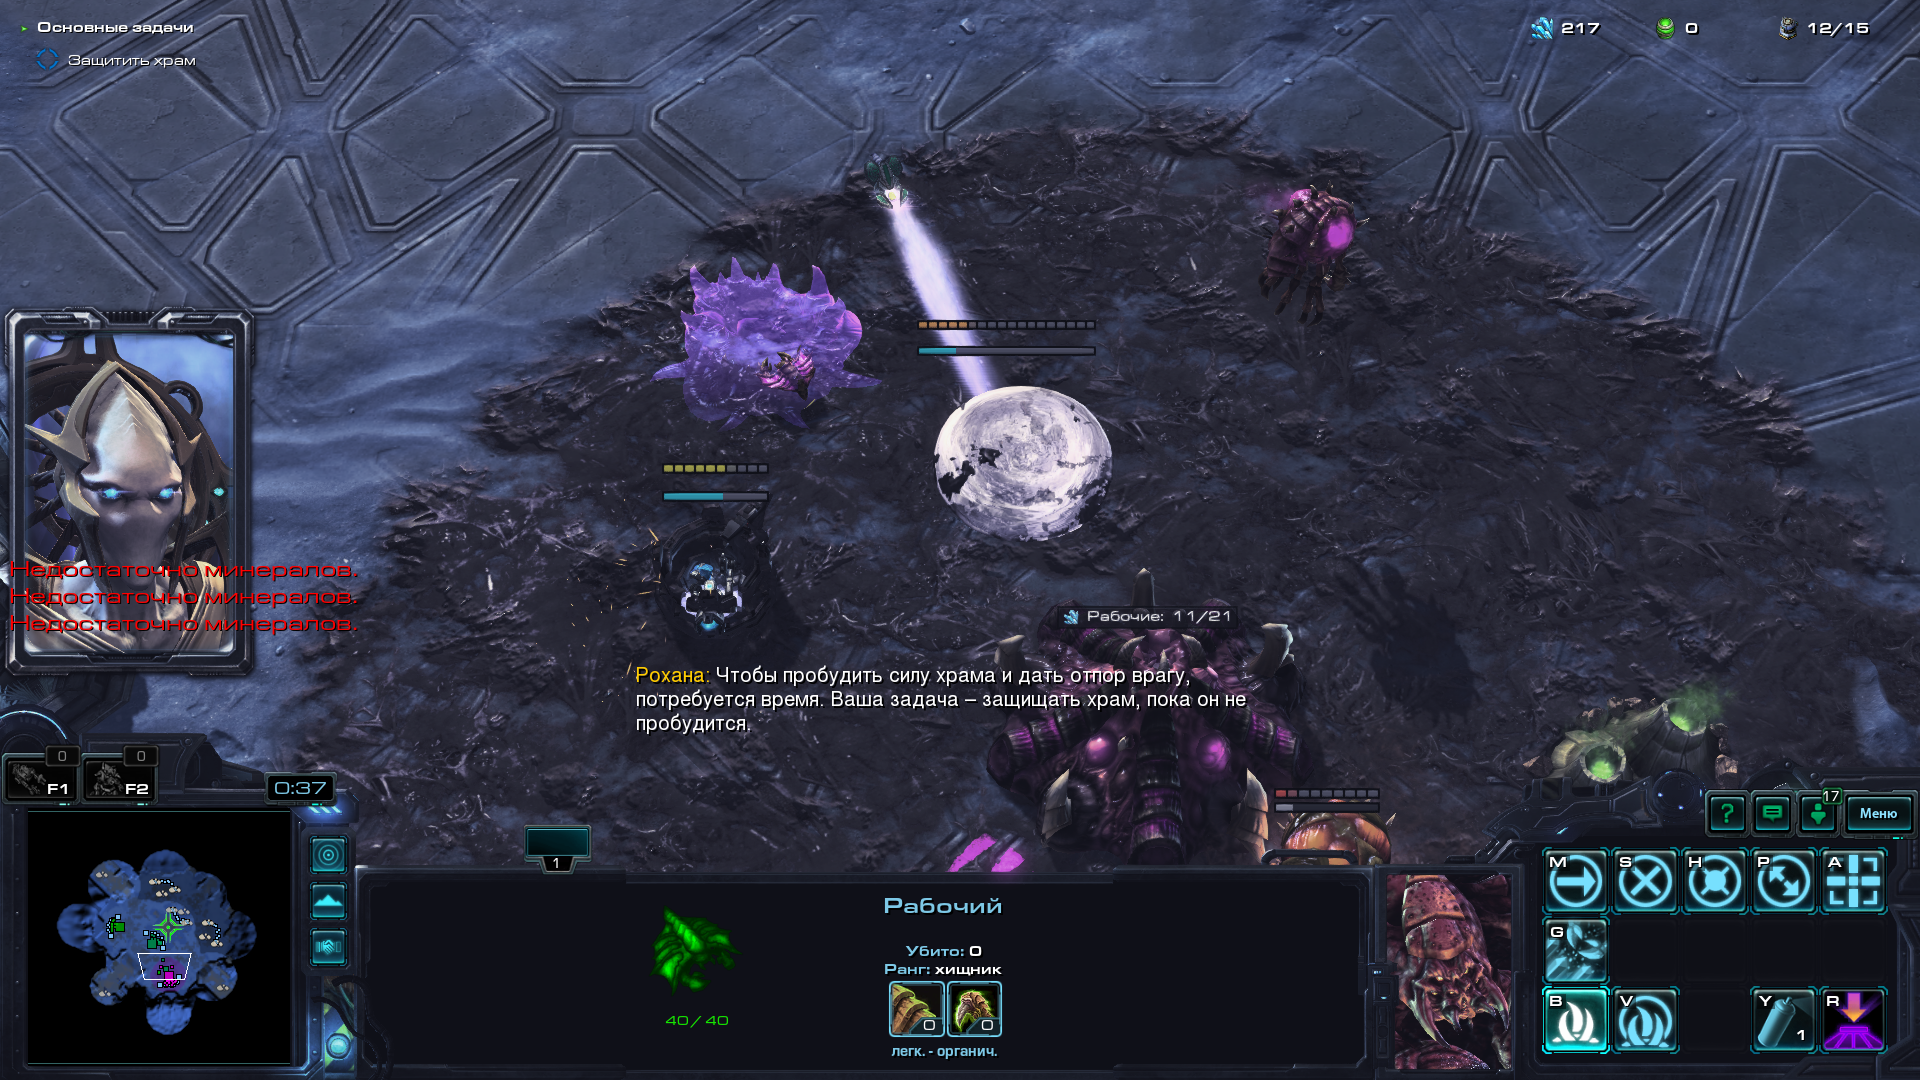 Основные задачи
Защитить храм
217
0
12/15
Недостаточно минералов.
Недостаточно минералов.
Недостаточно минералов.
Рабочие: 11/21
Рохана: Чтобы пробудить силу храма и дать отпор врагу,
потребуется время. Ваша задача – защищать храм, пока он не
пробудится.
0
0
F1
F2
0:37
17
?
Меню
1
Рабочий
Убито: 0
Ранг: хищник
0
0
40/40
легк. - органич.
M
S
H
P
A
G
B
V
Y
1
R